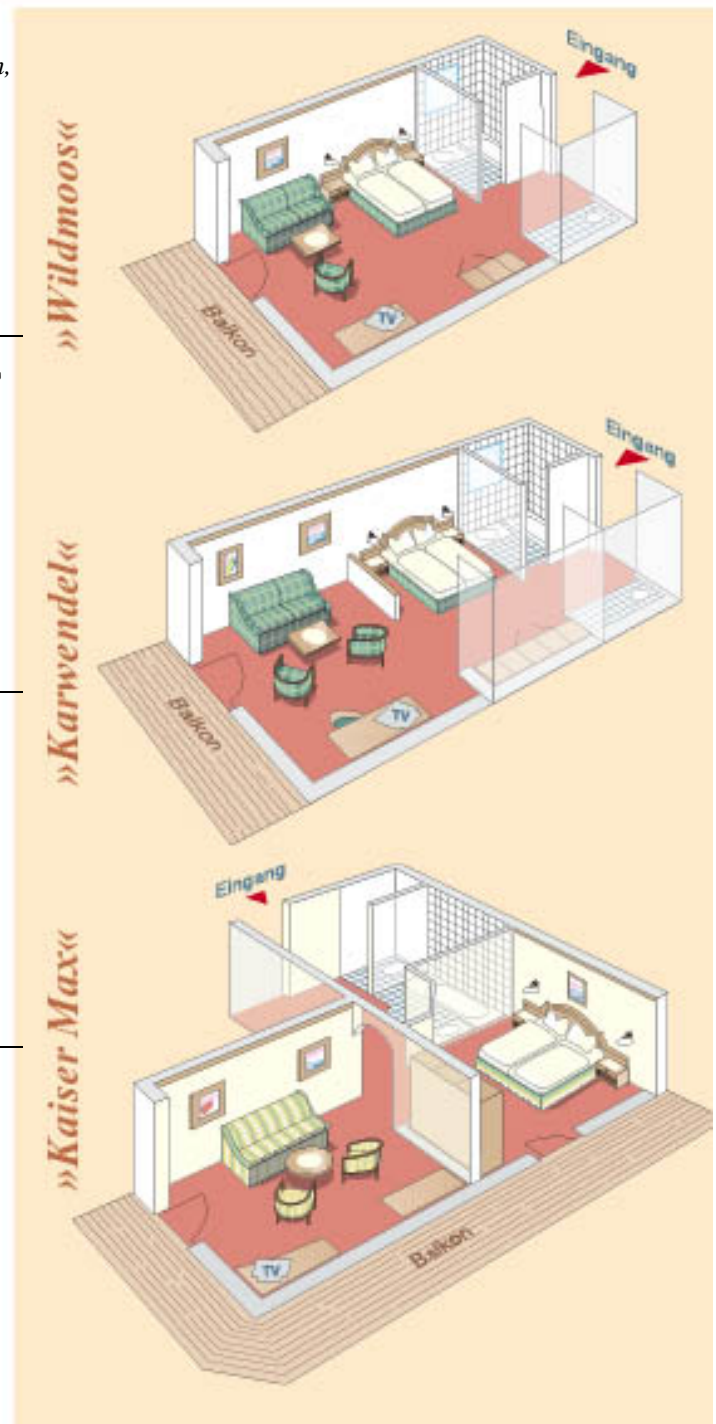 n,
Eingang
»Wildmoos«
TV
Balkon
Eingang
»Karwendel«
TV
Balkon
Eingang
»Kaiser Max«
TV
Balkon